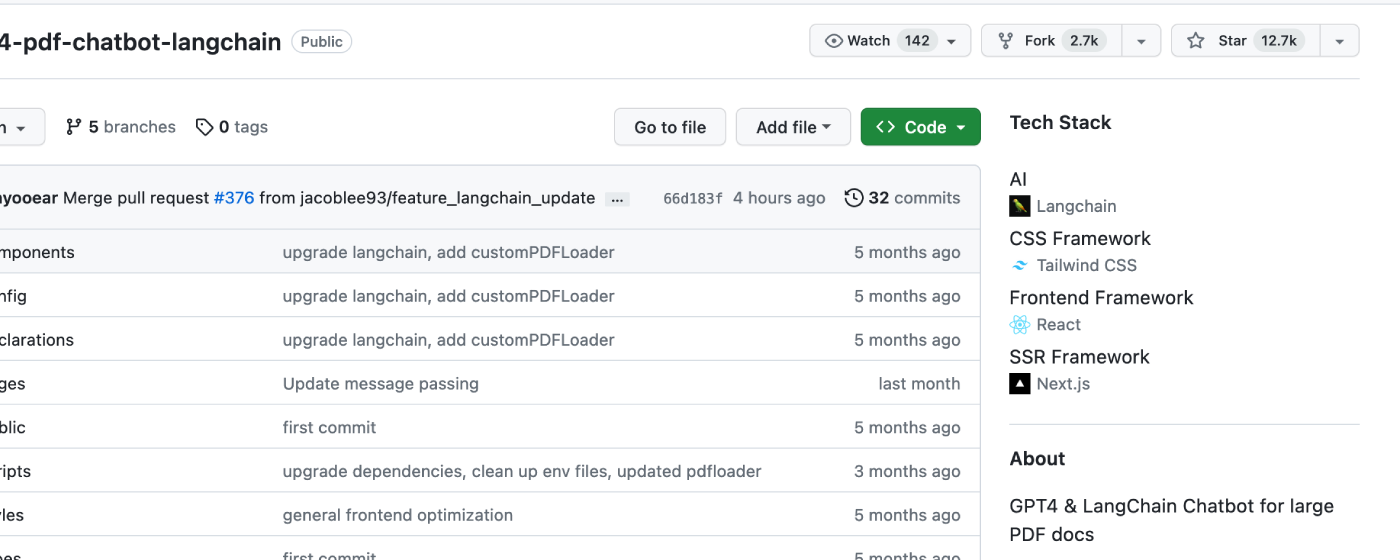 4-pdf-chatbot-langchain Public
Watch 142 Fork 2.7k Star 12.7k
n 5 branches 0 tags Go to file Add file Code
yooear Merge pull request #376 from jacoblee93/feature_langchain_update ... 66d183f 4 hours ago 32 commits
mponents upgrade langchain, add customPDFLoader 5 months ago
nfig upgrade langchain, add customPDFLoader 5 months ago
clarations upgrade langchain, add customPDFLoader 5 months ago
ges Update message passing last month
blic first commit 5 months ago
ripts upgrade dependencies, clean up env files, updated pdfloader 3 months ago
les general frontend optimization 5 months ago
pes first commit 5 months ago
Tech Stack
AI
Langchain
CSS Framework
Tailwind CSS
Frontend Framework
React
SSR Framework
Next.js
About
GPT4 & LangChain Chatbot for large
PDF docs